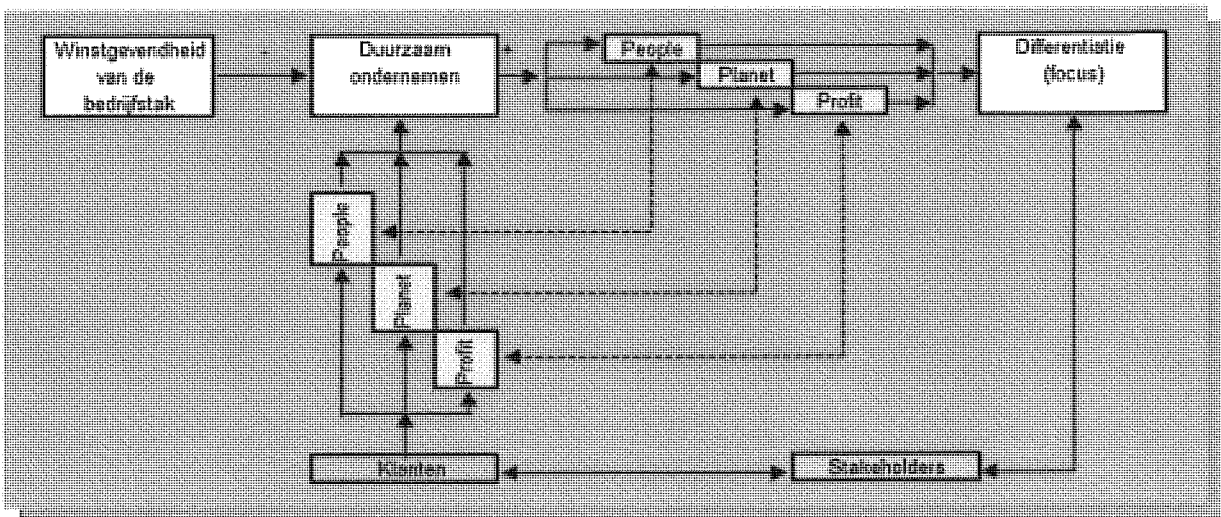 Winstgevendheid
van de
bedrijfstak
-
Duurzaam
ondernemen
+
People
Planet
Profit
Differentiatie
(focus)
People
Planet
Profit
Klanten
Stakeholders